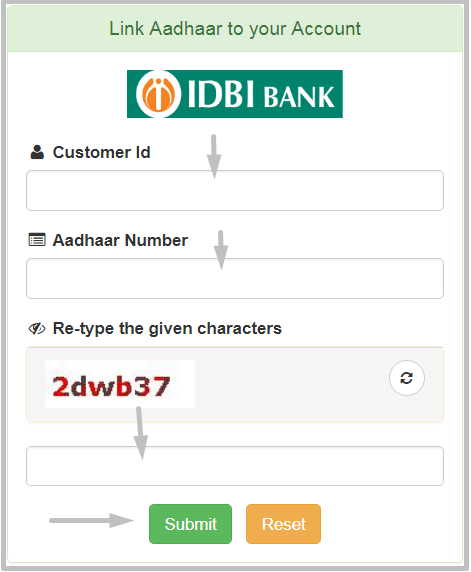 Link Aadhaar to your Account
IDBI BANK
Customer Id
Aadhaar Number
Re-type the given characters
2dwb37
Submit Reset